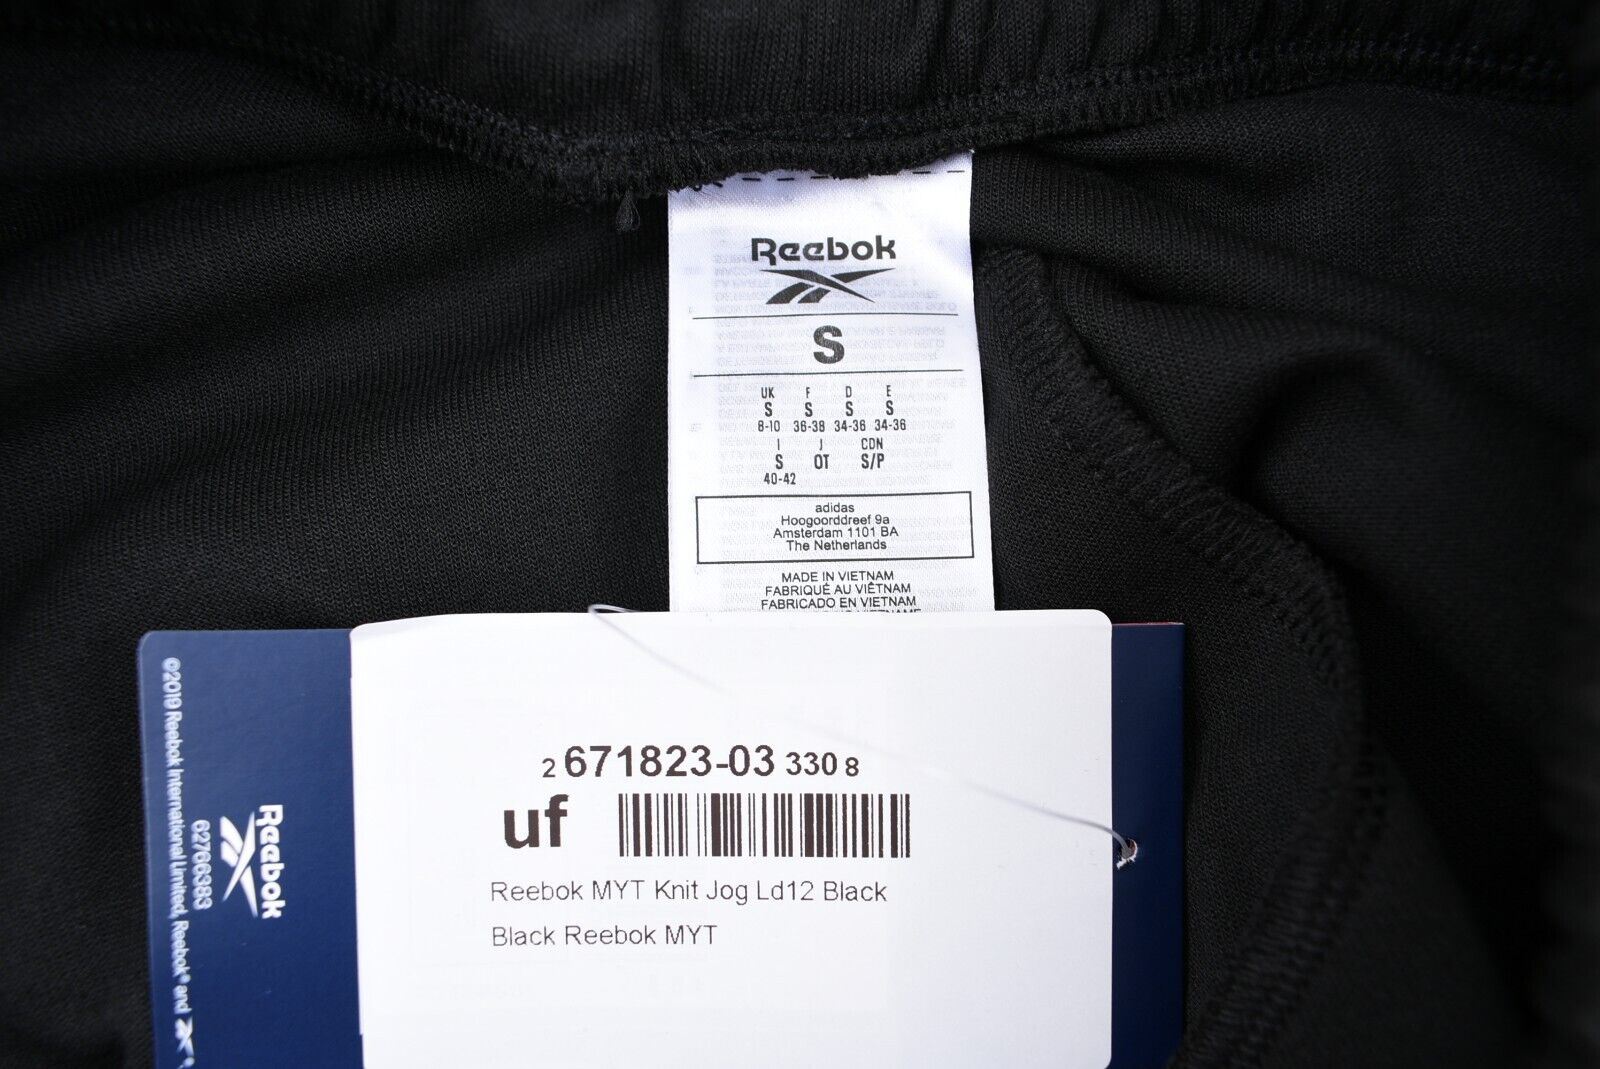 Reebok
S
UK F D E
S S S S
8-10 36-38 34-36 34-36
I J CDN
S OT S/P
40-42
adidas
Hoogoorddreef 9a
Amsterdam 1101 BA
The Netherlands
MADE IN VIETNAM
FABRIQUÉ AU VIÊTNAM
FABRICADO EN VIETNAM
2 671823-03 330 8
uf
Reebok MYT Knit Jog Ld12 Black
Black Reebok MYT
Reebok
62766383
©2019 Reebok International Limited, Reebok® and